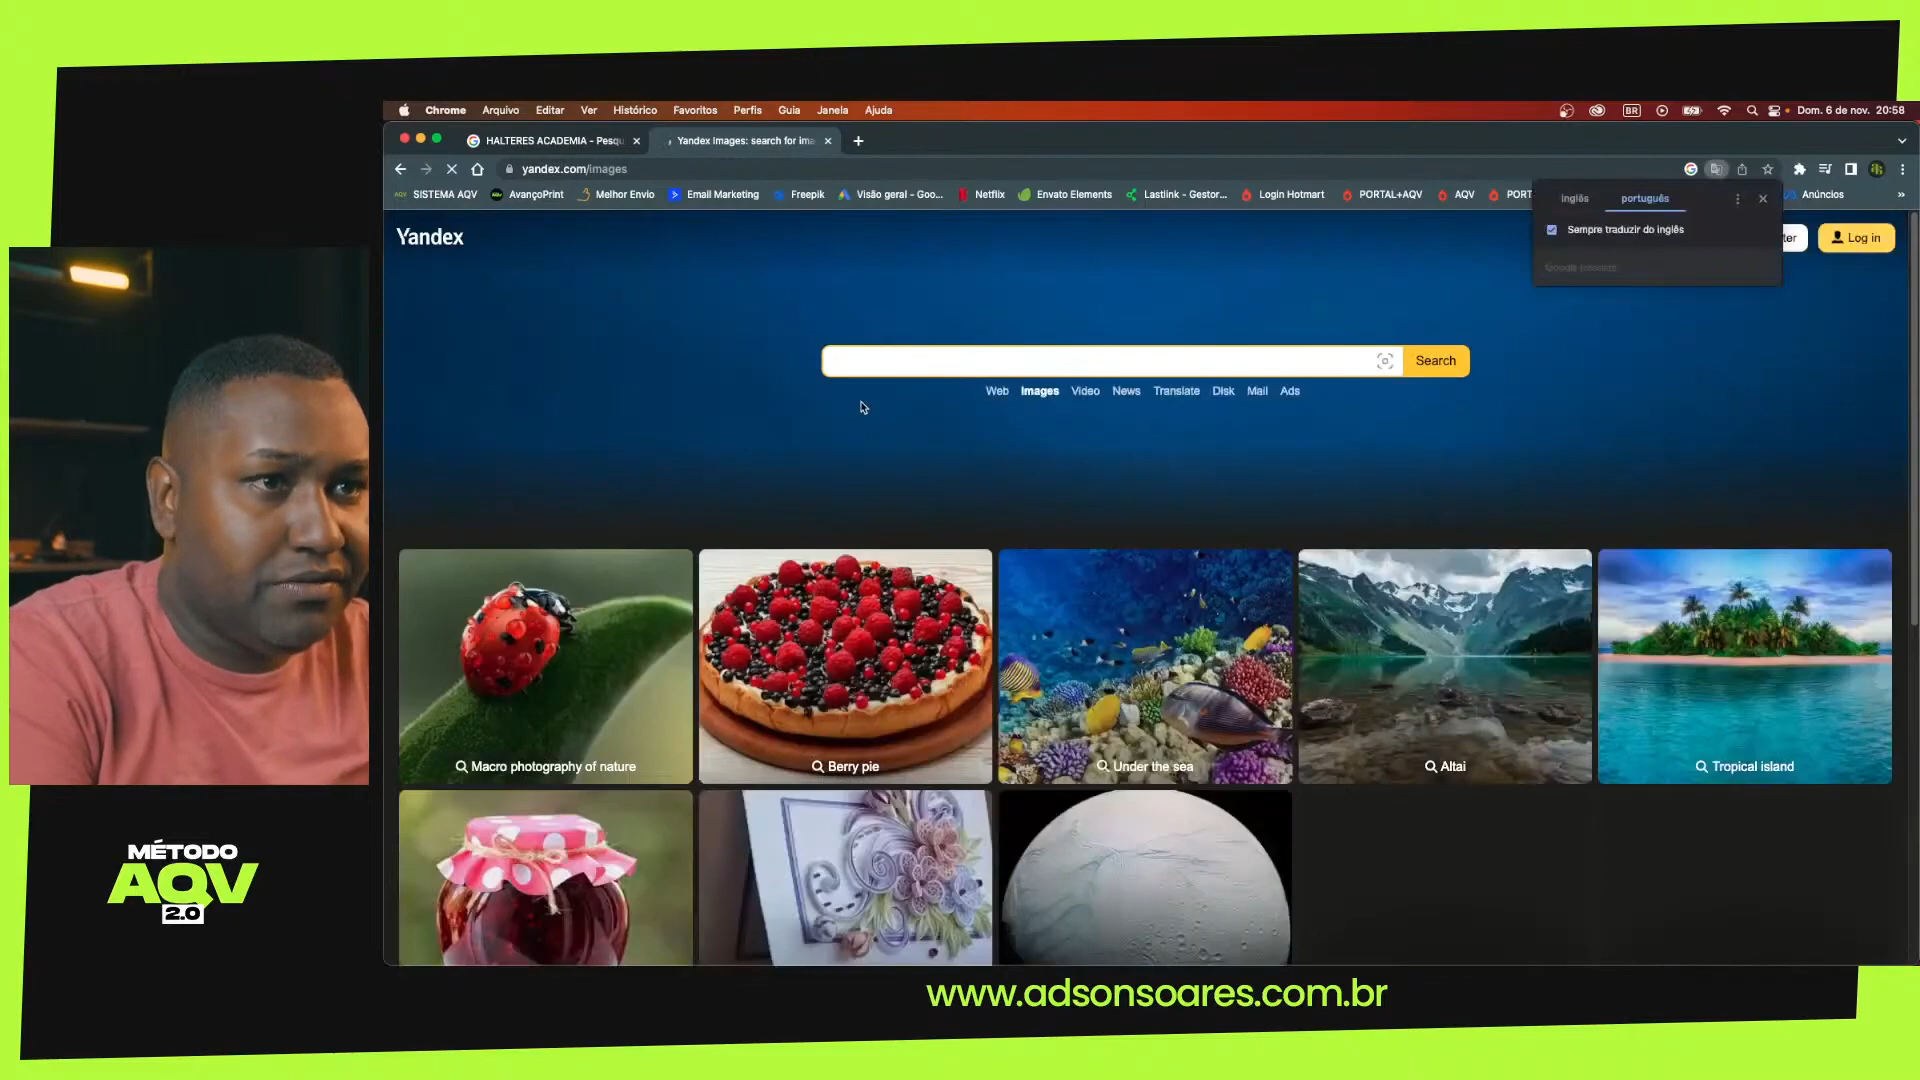 Chrome Arquivo Editar Ver Histórico Favoritos Perfis Guia Janela Ajuda
BR
Dom. 6 de nov. 20:58
HALTERES ACADEMIA - Pesqu
Yandex Images: search for ima
yandex.com/images
SISTEMA AQV AvançoPrint Melhor Envio Email Marketing Freepik Visão geral - Goo... Netflix Envato Elements Lastlink - Gestor... Login Hotmart PORTAL+AQV AQV PORT Anúncios
inglês português
Sempre traduzir do inglês
Google
Yandex
ter
Log in
Search
Web Images Video News Translate Disk Mail Ads
Macro photography of nature
Berry pie
Under the sea
Altai
Tropical island
MÉTODO
AQV
2.0
www.adsonsoares.com.br